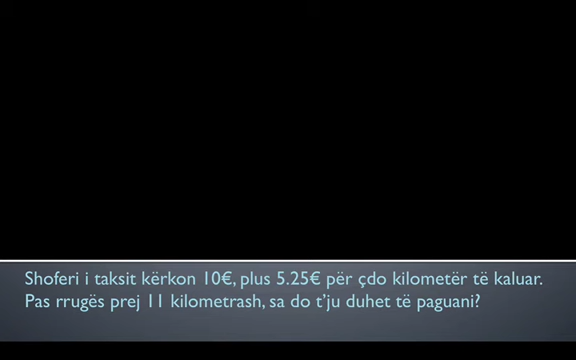 Shoferi i taksit kërkon 10€, plus 5.25€ për çdo kilometër të kaluar.
Pas rrugës prej 11 kilometrash, sa do t’ju duhet të paguani?